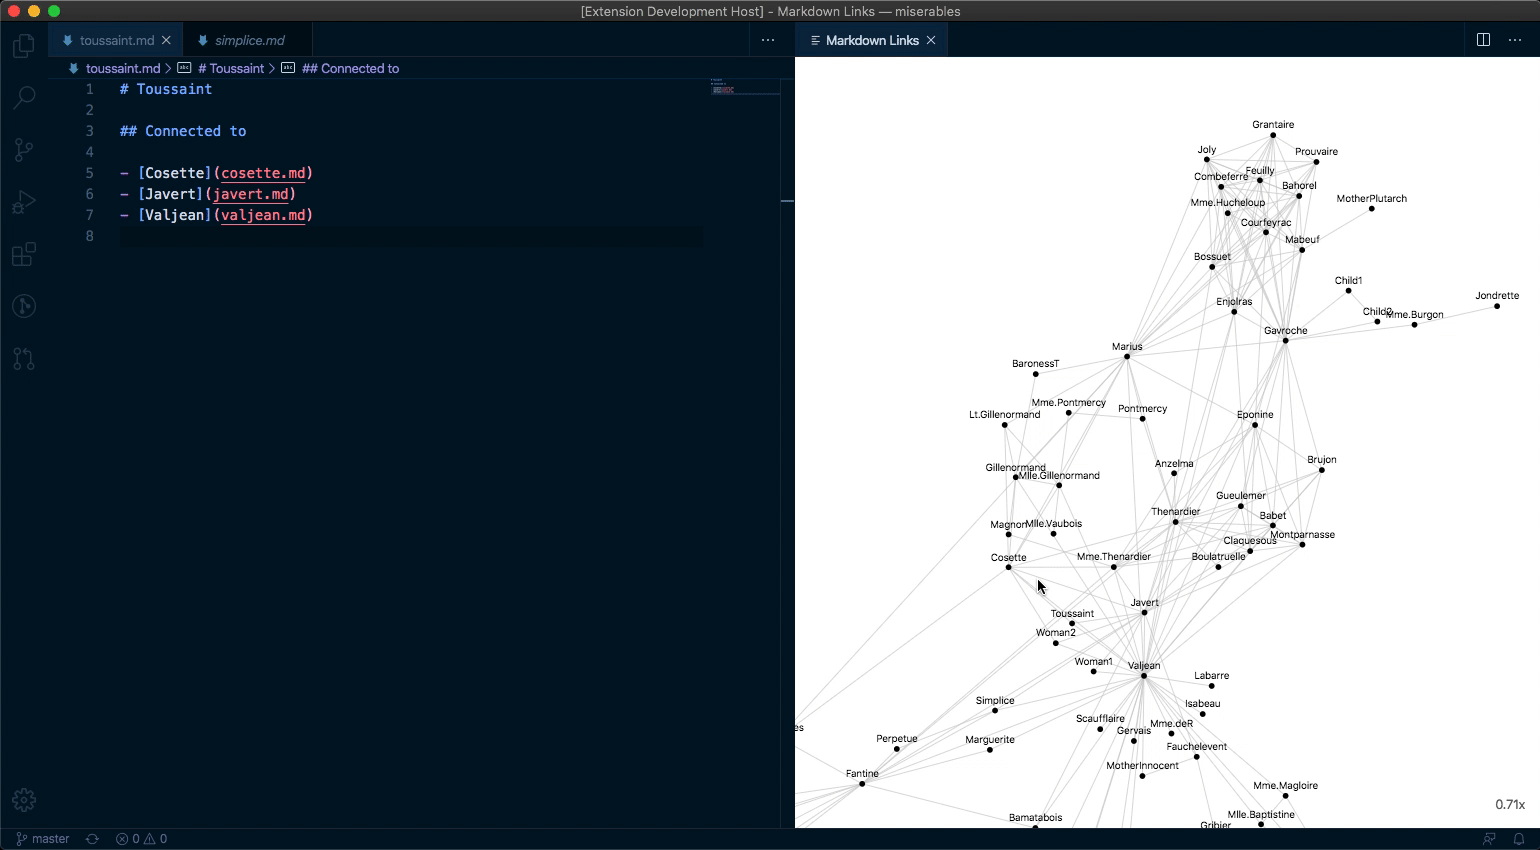 [Extension Development Host] - Markdown Links — miserables
toussaint.md
simplice.md
Markdown Links
toussaint.md > # Toussaint > ## Connected to
1 # Toussaint
2
3 ## Connected to
4
5 - [Cosette](cosette.md)
6 - [Javert](javert.md)
7 - [Valjean](valjean.md)
8
Grantaire
Joly
Prouvaire
Feuilly
Combeferre
Bahorel
MotherPlutarch
Mme.Hucheloup
Courfeyrac
Mabeuf
Bossuet
Child1
Jondrette
Enjolras
Child2
Mme.Burgon
Gavroche
Marius
BaronessT
Mme.Pontmercy
Pontmercy
Lt.Gillenormand
Eponine
Brujon
Anzelma
Gillenormand
Mlle.Gillenormand
Gueulemer
Thenardier
Babet
Magnon
Mlle.Vaubois
Montparnasse
Claquesous
Cosette
Mme.Thenardier
Boulatruelle
Javert
Toussaint
Woman2
Woman1
Valjean
Labarre
Simplice
Isabeau
Scaufflaire
Mme.deR
es
Gervais
Perpetue
Marguerite
Fauchelevent
MotherInnocent
Fantine
Mme.Magloire
0.71x
Mlle.Baptistine
Bamatabois
Gribier
master
0
0